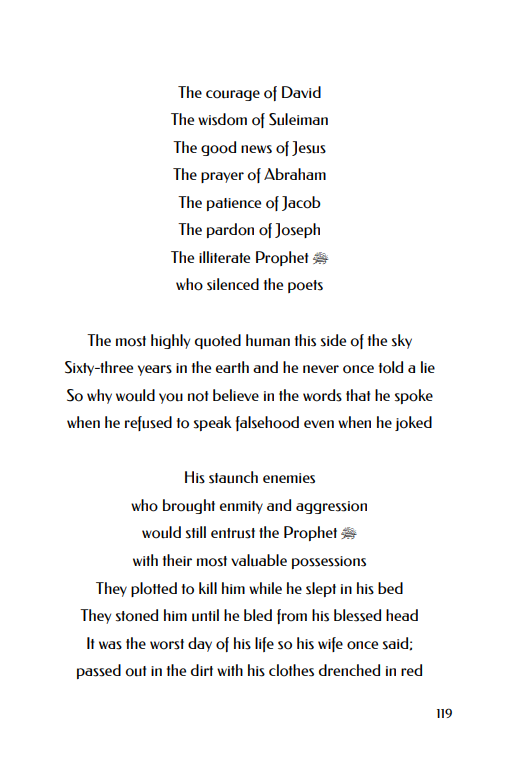 The courage of David
The wisdom of Suleiman
The good news of Jesus
The prayer of Abraham
The patience of Jacob
The pardon of Joseph
The illiterate Prophet ﷺ
who silenced the poets
The most highly quoted human this side of the sky
Sixty-three years in the earth and he never once told a lie
So why would you not believe in the words that he spoke
when he refused to speak falsehood even when he joked
His staunch enemies
who brought enmity and aggression
would still entrust the Prophet ﷺ
with their most valuable possessions
They plotted to kill him while he slept in his bed
They stoned him until he bled from his blessed head
It was the worst day of his life so his wife once said;
passed out in the dirt with his clothes drenched in red
119